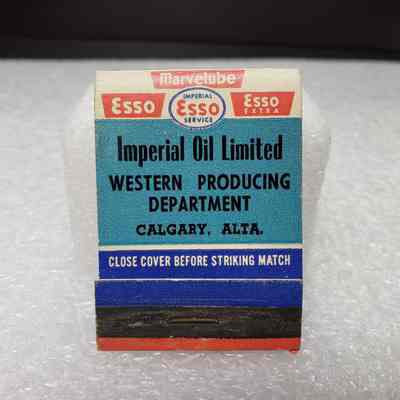 Marvelube
Esso
IMPERIAL
Esso
SERVICE
Esso
EXTRA
Imperial Oil Limited
WESTERN PRODUCING
DEPARTMENT
CALGARY, ALTA.
CLOSE COVER BEFORE STRIKING MATCH